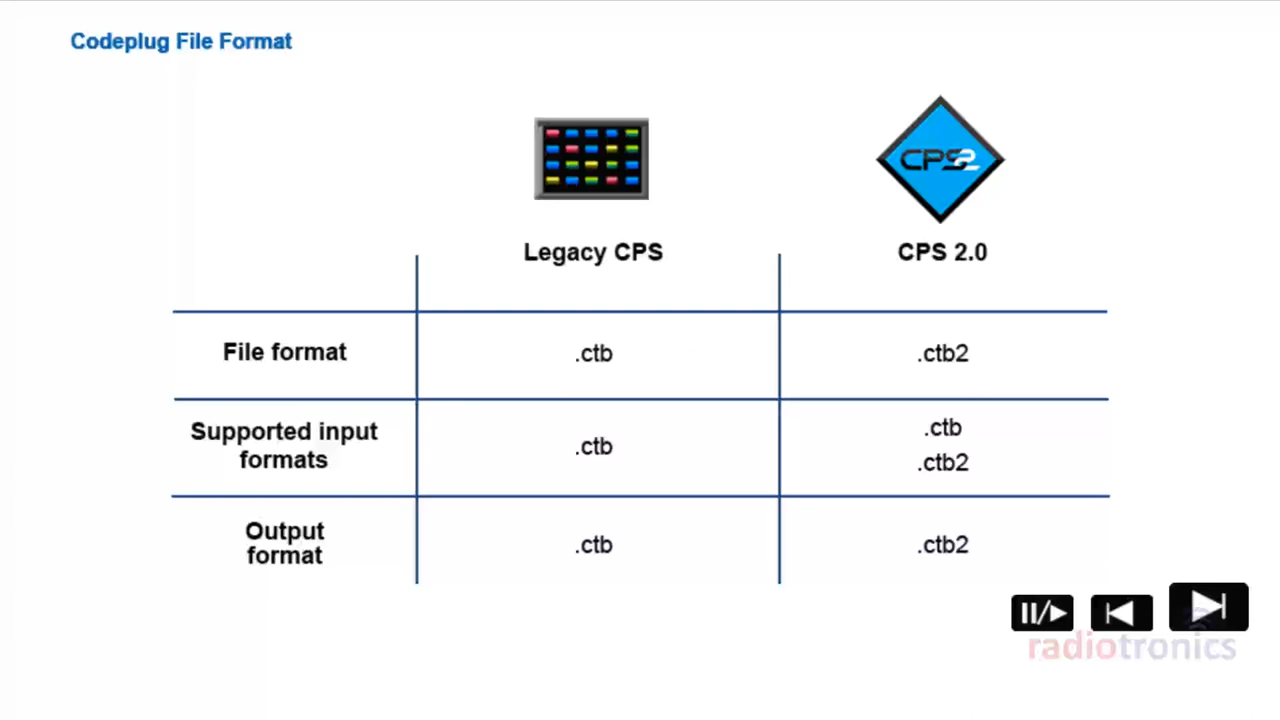 Codeplug File Format
CPS2
Legacy CPS
CPS 2.0
File format
.ctb
.ctb2
Supported input
formats
.ctb
.ctb
.ctb2
Output
format
.ctb
.ctb2
radiotronics